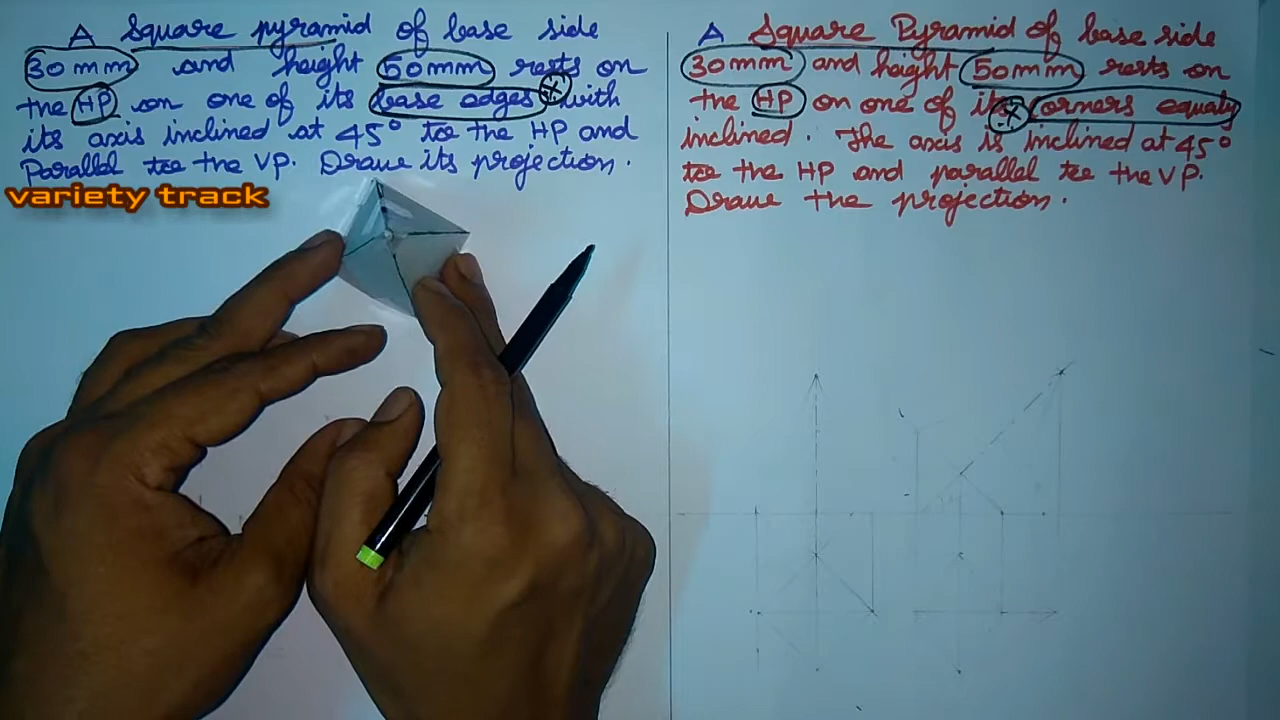 A Square pyramid of base side
30mm and height 50mm rests on
the HP on one of its base edges with
its axis inclined at 45° to the HP and
Parallel to the VP. Draw its projection.
variety track
A Square Pyramid of base side
30mm and height 50mm rests on
the HP on one of its corners equaly
inclined. The axis is inclined at 45°
to the HP and parallel to the VP.
Draw the projection.